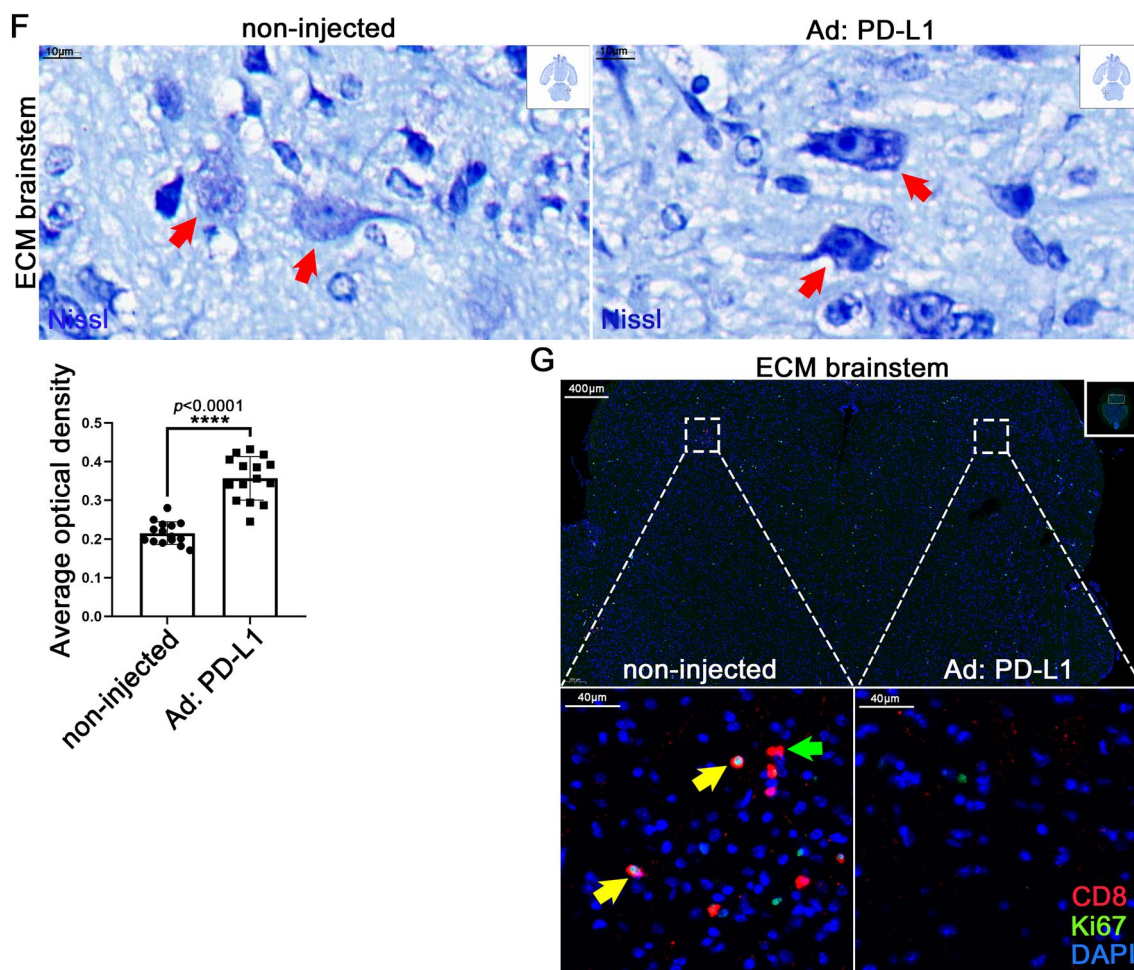 F
non-injected
Ad: PD-L1
10μm
10μm
ECM brainstem
Nissl
Nissl
p<0.0001
****
Average optical density
0.5
0.4
0.3
0.2
0.1
0.0
non-injected
Ad: PD-L1
G
ECM brainstem
400μm
non-injected
Ad: PD-L1
40μm
40μm
CD8
Ki67
DAPI